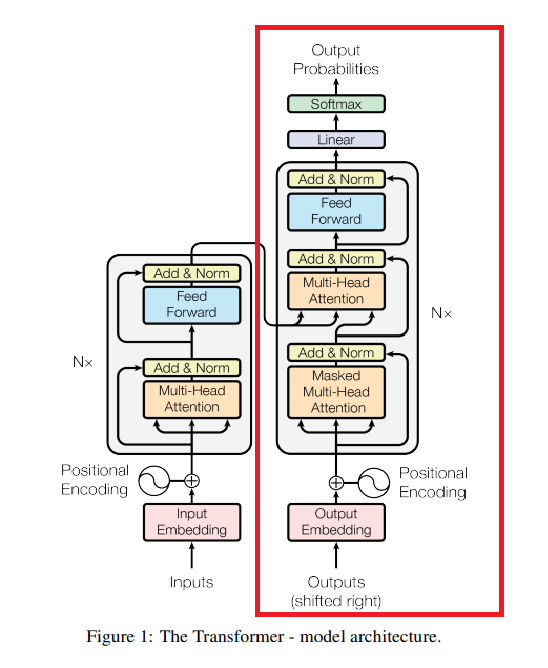 Output
Probabilities
Softmax
Linear
Add & Norm
Feed
Forward
Add & Norm
Multi-Head
Attention
Add & Norm
Masked
Multi-Head
Attention
N×
Positional
Encoding
Output
Embedding
Outputs
(shifted right)
Add & Norm
Feed
Forward
Add & Norm
Multi-Head
Attention
N×
Positional
Encoding
Input
Embedding
Inputs
Figure 1: The Transformer - model architecture.